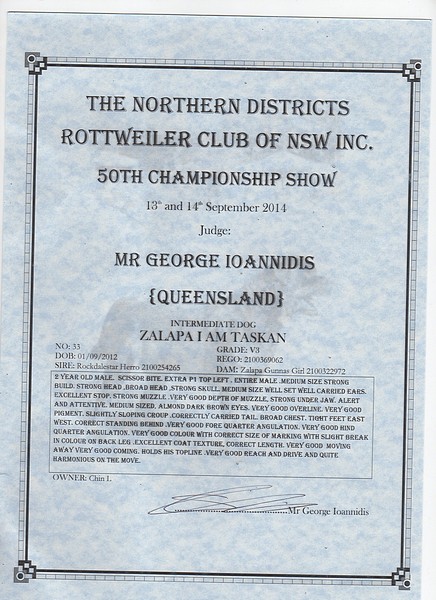 THE NORTHERN DISTRICTS
ROTTWEILER CLUB OF NSW INC.
50TH CHAMPIONSHIP SHOW
13th and 14th September 2014
Judge:
MR GEORGE IOANNIDIS
{QUEENSLAND}
INTERMEDIATE DOG
ZALAPA I AM TASKAN
NO: 33 GRADE: V3
DOB: 01/09/2012 REGO: 2100369062
SIRE: Rockdalestar Herro 2100254265 DAM: Zalapa Gunnas Girl 2100322972
2 YEAR OLD MALE. SCISSOR BITE. EXTRA P1 TOP LEFT . ENTIRE MALE .MEDIUM SIZE STRONG
BUILD. STRONG HEAD ,BROAD HEAD ,STRONG SKULL. MEDIUM SIZE WELL SET WELL CARRIED EARS.
EXCELLENT STOP. STRONG MUZZLE .VERY GOOD DEPTH OF MUZZLE, STRONG UNDER JAW. ALERT
AND ATTENTIVE. MEDIUM SIZED, ALMOND DARK BROWN EYES. VERY GOOD OVERLINE. VERY GOOD
PIGMENT. SLIGHTLY SLOPING CROUP .CORRECTLY CARRIED TAIL. BROAD CHEST. TIGHT FEET EAST
WEST. CORRECT STANDING BEHIND .VERY GOOD FORE QUARTER ANGULATION. VERY GOOD HIND
QUARTER ANGULATION. VERY GOOD COLOUR WITH CORRECT SIZE OF MARKING WITH SLIGHT BREAK
IN COLOUR ON BACK LEG .EXCELLENT COAT TEXTURE, CORRECT LENGTH. VERY GOOD MOVING
AWAY VERY GOOD COMING. HOLDS HIS TOPLINE .VERY GOOD REACH AND DRIVE AND QUITE
HARMONIOUS ON THE MOVE.
OWNER: Chin L
Mr George Ioannidis